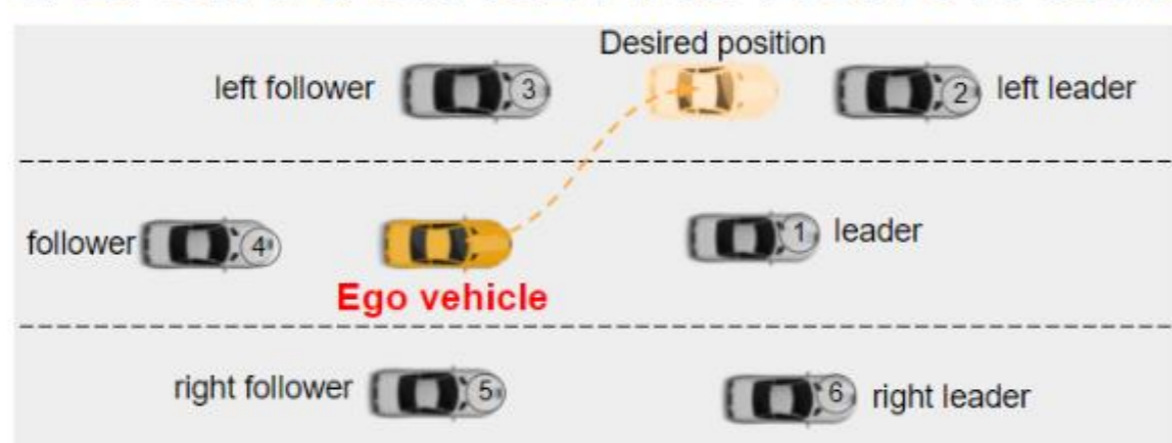 Desired position
left follower
3
2
left leader
follower
4
1
leader
Ego vehicle
right follower
5
6
right leader